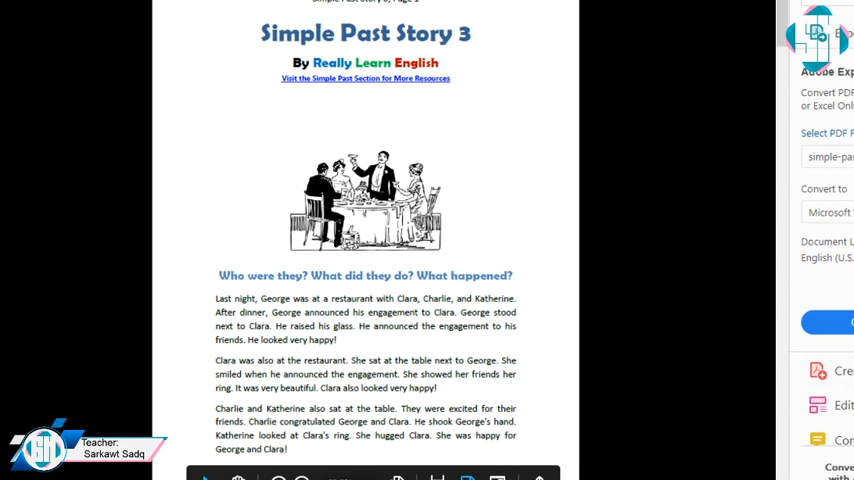 Simple Past Story 3
By Really Learn English
Visit the Simple Past Section for More Resources
Who were they? What did they do? What happened?
Last night, George was at a restaurant with Clara, Charlie, and Katherine.
After dinner, George announced his engagement to Clara. George stood
next to Clara. He raised his glass. He announced the engagement to his
friends. He looked very happy!
Clara was also at the restaurant. She sat at the table next to George. She
smiled when he announced the engagement. She showed her friends her
ring. It was very beautiful. Clara also looked very happy!
Charlie and Katherine also sat at the table. They were excited for their
friends. Charlie congratulated George and Clara. He shook George's hand.
Katherine looked at Clara's ring. She hugged Clara. She was happy for
George and Clara!
Adobe Exp
Convert PDF
or Excel Onli
Select PDF F
simple-pas
Convert to
Microsoft
Document L
English (U.S.
Crea
Edit
Con
Conve
with
Teacher:
Sarkawt Sadq